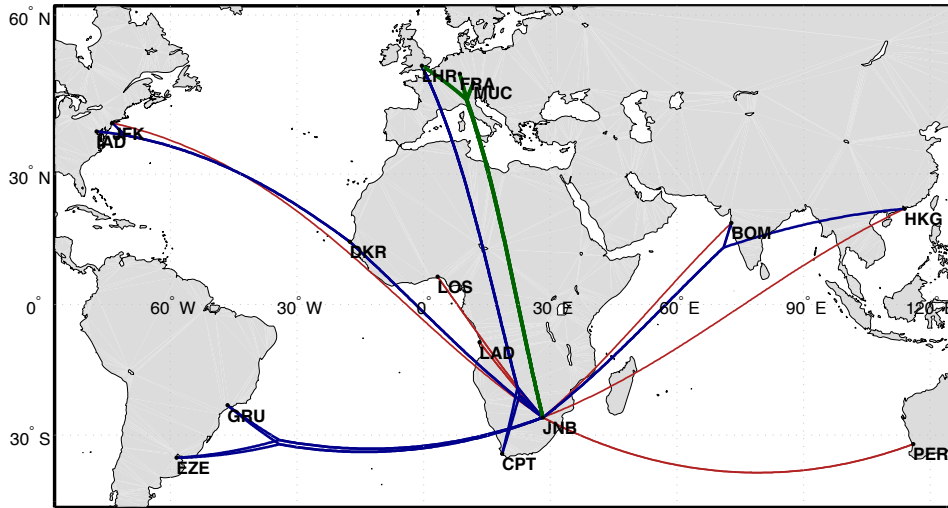 60° N
LHR
FRA
MUC
JFK
IAD
30° N
HKG
BOM
DKR
LOS
0
60 W
30 W
0
30 E
60 E
90 E
120 E
LAD
GRU
JNB
30° S
PER
CPT
EZE